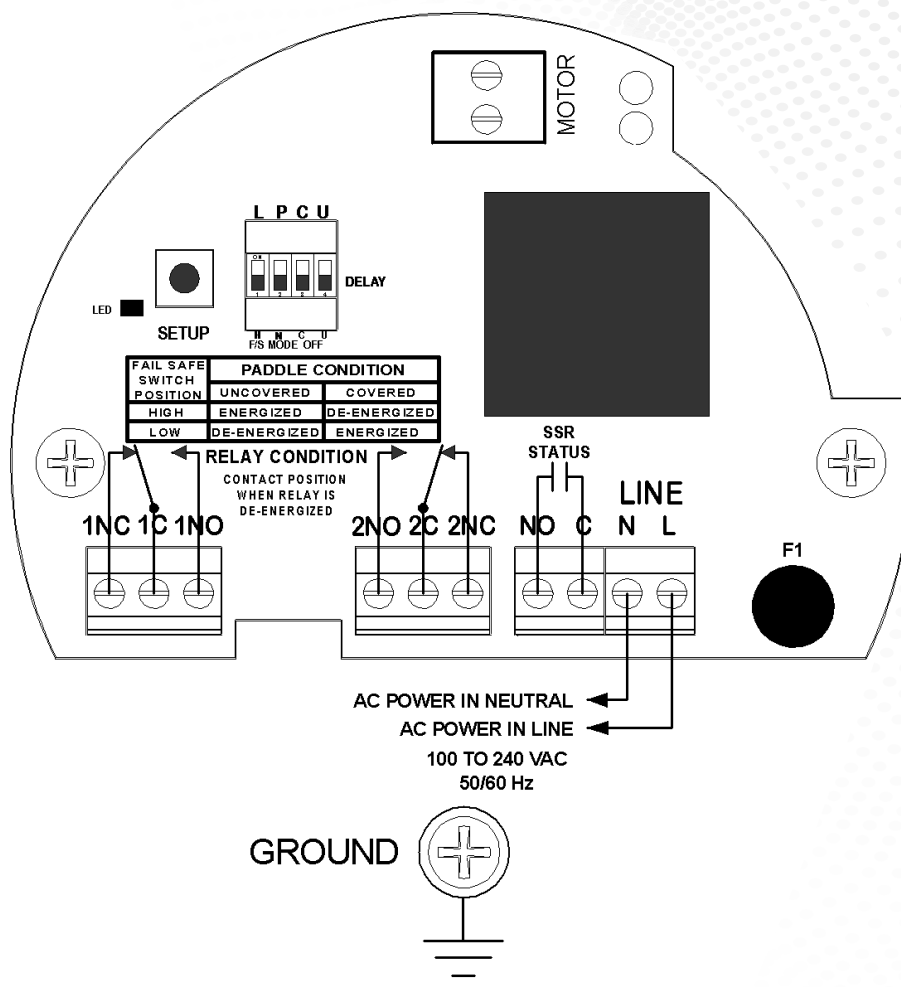 MOTOR
L P C U
ON
1 2 3 4
DELAY
LED
SETUP
H N C U
F/S MODE OFF
FAIL SAFE SWITCH POSITION
PADDLE CONDITION
UNCOVERED COVERED
HIGH ENERGIZED DE-ENERGIZED
LOW DE-ENERGIZED ENERGIZED
RELAY CONDITION
CONTACT POSITION
WHEN RELAY IS
DE-ENERGIZED
SSR
STATUS
LINE
1NC 1C 1NO 2NO 2C 2NC NO C N L
F1
AC POWER IN NEUTRAL
AC POWER IN LINE
100 TO 240 VAC
50/60 Hz
GROUND